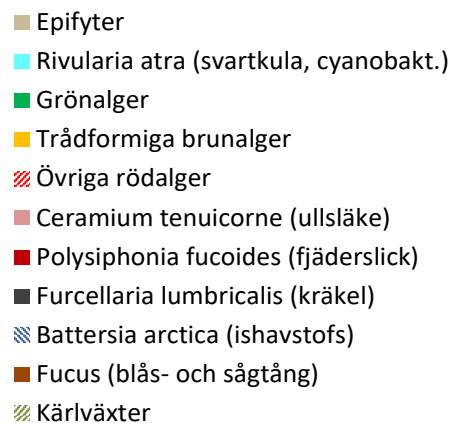 Epifyter
Rivularia atra (svartkula, cyanobakt.)
Grönalger
Trådformiga brunalger
Övriga rödalger
Ceramium tenuicorne (ullsläke)
Polysiphonia fucoides (fjäderslick)
Furcellaria lumbricalis (kräkel)
Battersia arctica (ishavstofs)
Fucus (blås- och sågtång)
Kärlväxter